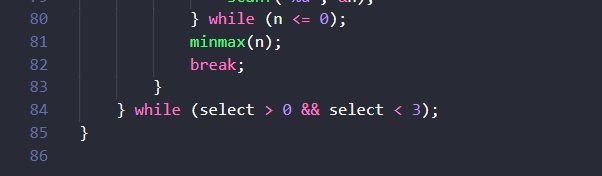 80 } while (n <= 0);
81 minmax(n);
82 break;
83 }
84 } while (select > 0 && select < 3);
85 }
86